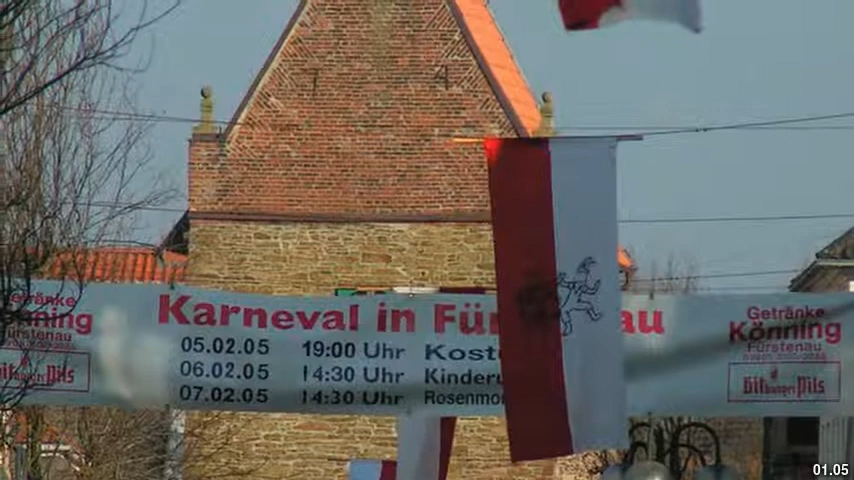 Getränke
Könning
Fürstenau
Pils
Karneval in Für au
05.02.05 19:00 Uhr Kost
06.02.05 14:30 Uhr Kinder
07.02.05 14:30 Uhr Rosenmo
Getränke
Könning
Fürstenau
Bitburger Pils
01.05